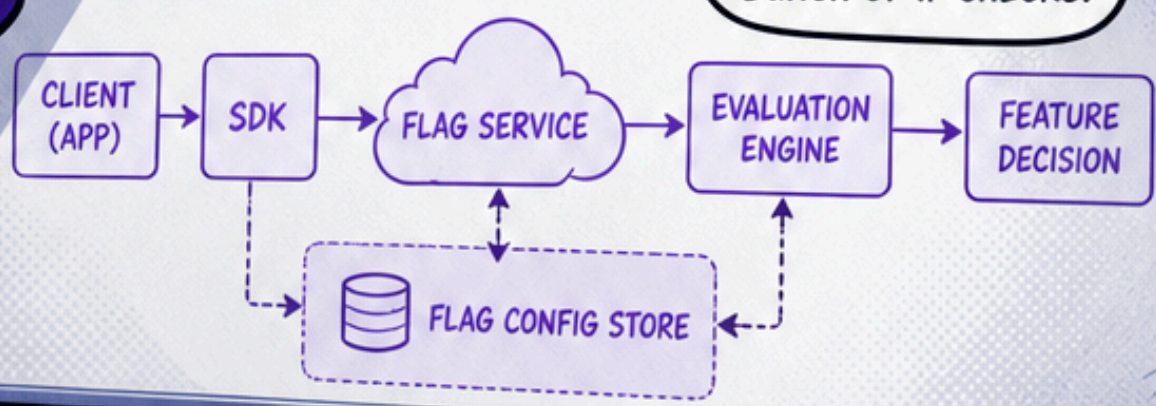 CLIENT
(APP)
SDK
FLAG SERVICE
EVALUATION
ENGINE
FEATURE
DECISION
FLAG CONFIG STORE